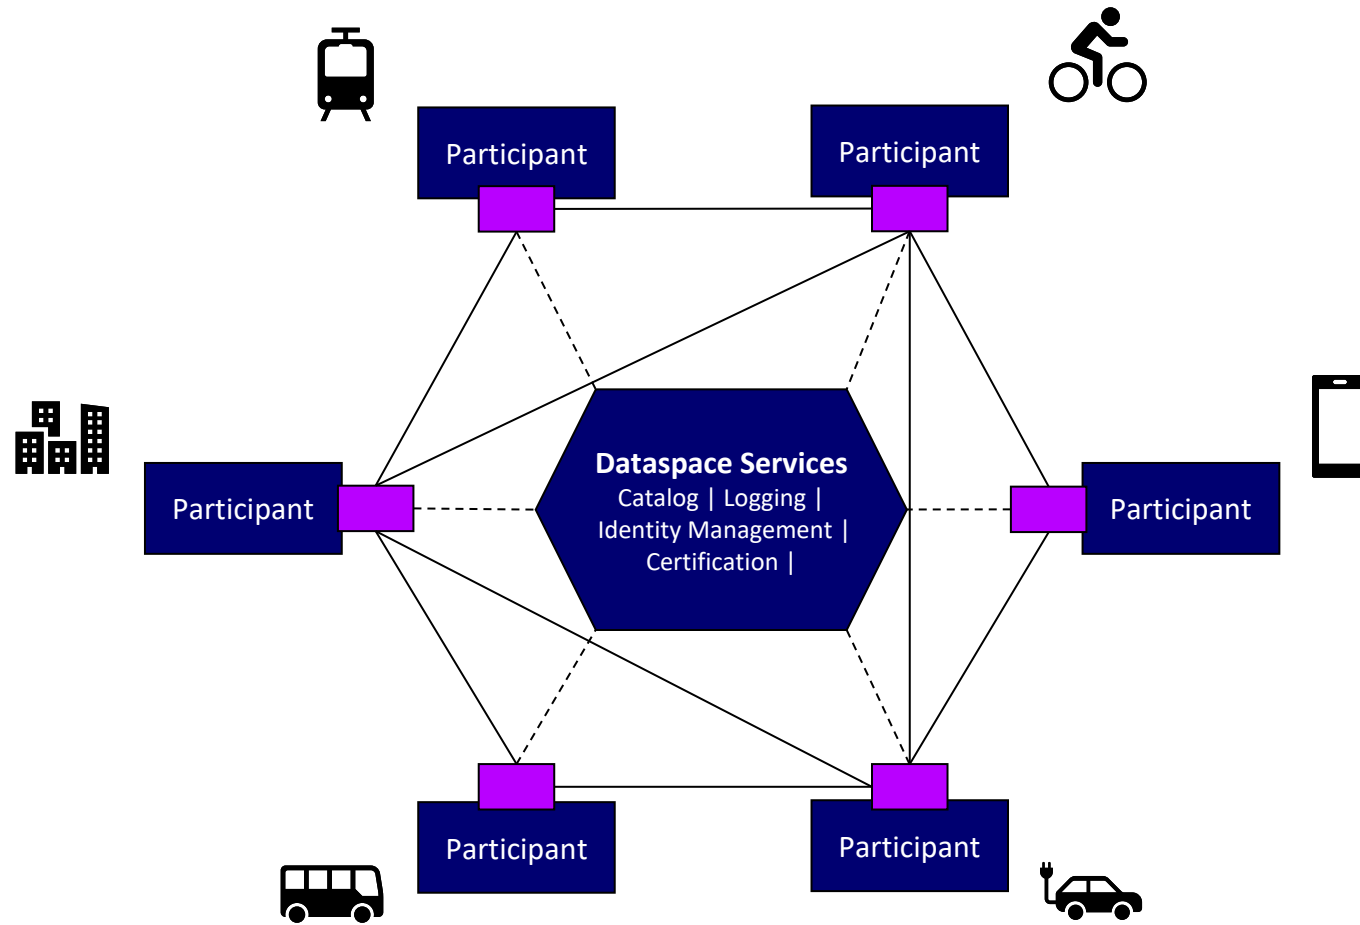 Participant
Participant
Participant
Dataspace Services
Catalog | Logging |
Identity Management |
Certification |
Participant
Participant
Participant